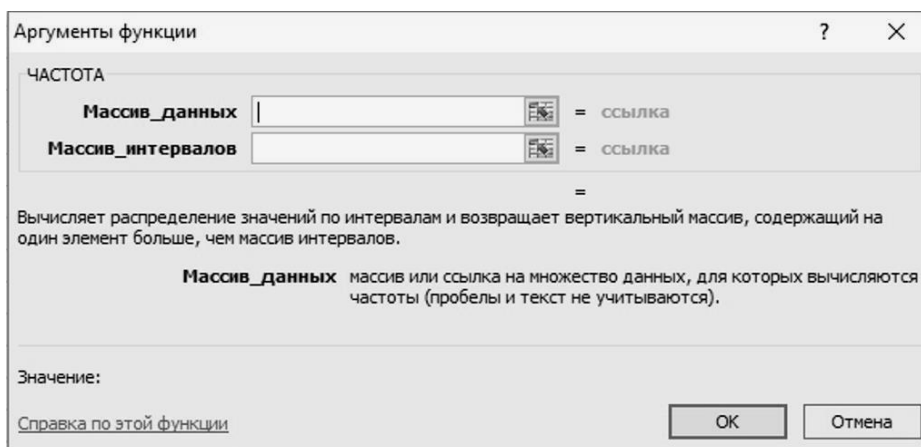 Аргументы функции ? ×
ЧАСТОТА
Массив_данных = ссылка
Массив_интервалов = ссылка
=
Вычисляет распределение значений по интервалам и возвращает вертикальный массив, содержащий на
один элемент больше, чем массив интервалов.
Массив_данных массив или ссылка на множество данных, для которых вычисляются
частоты (пробелы и текст не учитываются).
Значение:
Справка по этой функции OK Отмена